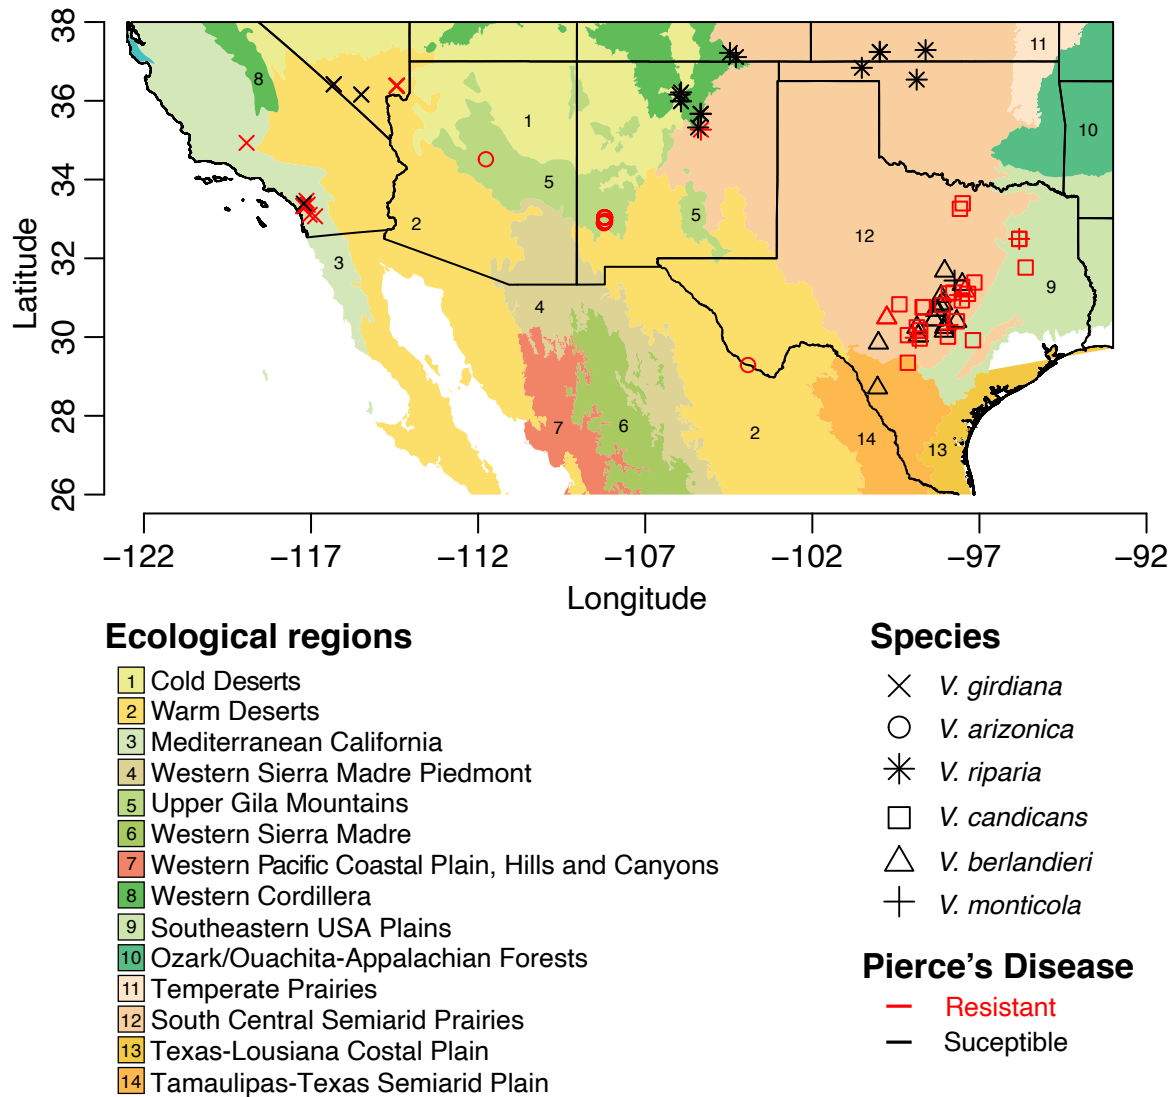 38
36
34
32
30
28
26
Latitude
8
1
5
2
3
4
5
12
11
10
9
7
6
2
14
13
−122
−117
−112
−107
−102
−97
−92
Longitude
Ecological regions
1 Cold Deserts
2 Warm Deserts
3 Mediterranean California
4 Western Sierra Madre Piedmont
5 Upper Gila Mountains
6 Western Sierra Madre
7 Western Pacific Coastal Plain, Hills and Canyons
8 Western Cordillera
9 Southeastern USA Plains
10 Ozark/Ouachita-Appalachian Forests
11 Temperate Prairies
12 South Central Semiarid Prairies
13 Texas-Lousiana Costal Plain
14 Tamaulipas-Texas Semiarid Plain
Species
V. girdiana
V. arizonica
V. riparia
V. candicans
V. berlandieri
V. monticola
Pierce’s Disease
Resistant
Suceptible